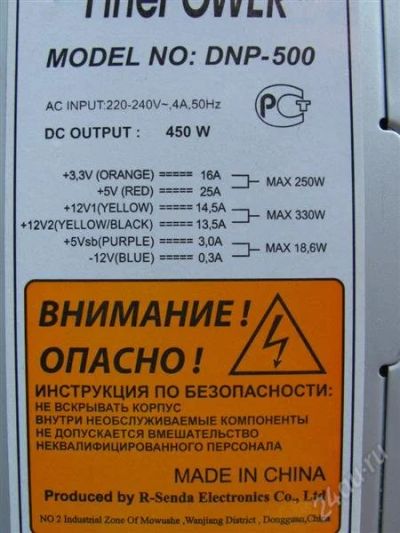 FinePOWER
MODEL NO: DNP-500
AC INPUT:220-240V~,4A,50Hz
DC OUTPUT : 450 W
+3,3V (ORANGE) ===== 16A
+5V (RED) ===== 25A
MAX 250W
+12V1(YELLOW) ===== 14,5A
+12V2(YELLOW/BLACK) ===== 13,5A
MAX 330W
+5Vsb(PURPLE) ===== 3,0A
-12V(BLUE) ===== 0,3A
MAX 18,6W
ВНИМАНИЕ!
ОПАСНО!
ИНСТРУКЦИЯ ПО БЕЗОПАСНОСТИ:
НЕ ВСКРЫВАТЬ КОРПУС
ВНУТРИ НЕОБСЛУЖИВАЕМЫЕ КОМПОНЕНТЫ
НЕ ДОПУСКАЕТСЯ ВМЕШАТЕЛЬСТВО
НЕКВАЛИФИЦИРОВАННОГО ПЕРСОНАЛА
MADE IN CHINA
Produced by R-Senda Electronics Co., Ltd
NO 2 Industrial Zone Of Mowushe ,Wanjiang District , Dongguan,China
24au.ru